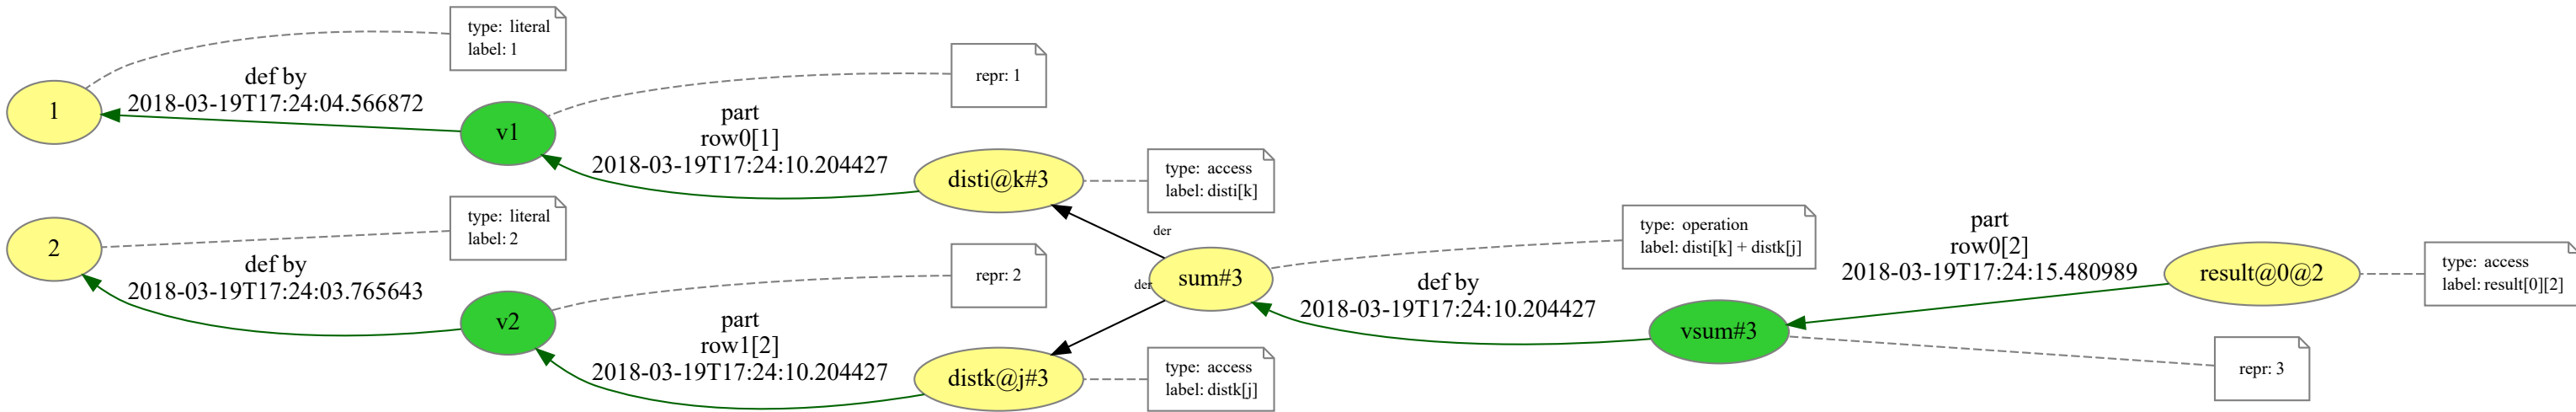 type: literal
label: 1
def by
2018-03-19T17:24:04.566872
1
v1
repr: 1
part
row0[1]
2018-03-19T17:24:10.204427
disti@k#3
type: access
label: disti[k]
type: literal
label: 2
def by
2018-03-19T17:24:03.765643
2
v2
repr: 2
part
row1[2]
2018-03-19T17:24:10.204427
distk@j#3
type: access
label: distk[j]
der
der
sum#3
type: operation
label: disti[k] + distk[j]
def by
2018-03-19T17:24:10.204427
vsum#3
repr: 3
part
row0[2]
2018-03-19T17:24:15.480989
result@0@2
type: access
label: result[0][2]